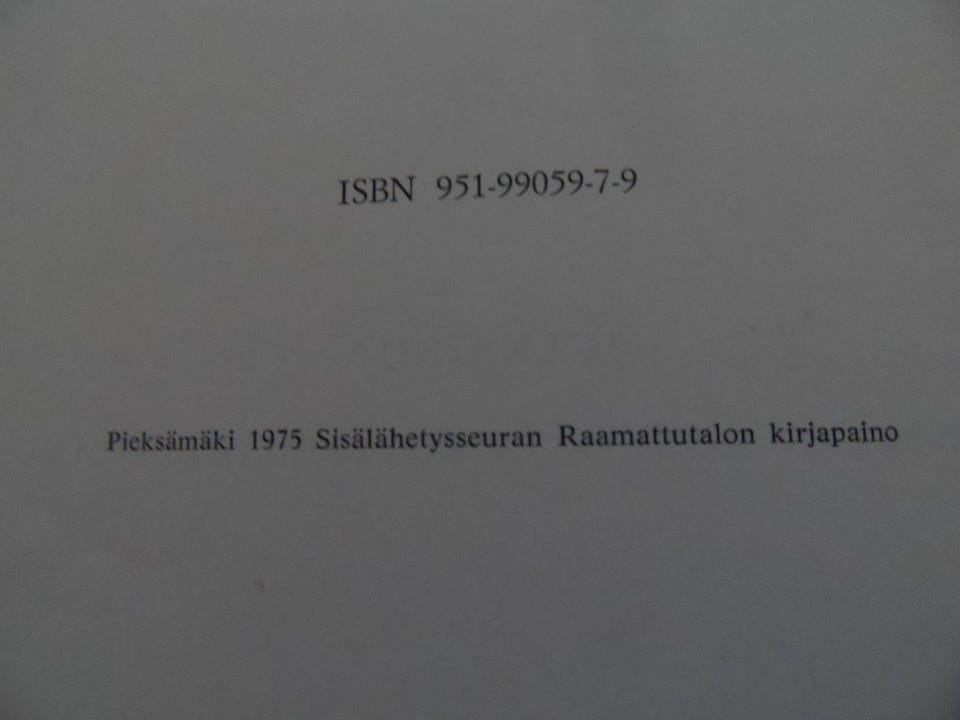 ISBN 951-99059-7-9
Pieksämäki 1975 Sisälähetysseuran Raamattutalon kirjapaino